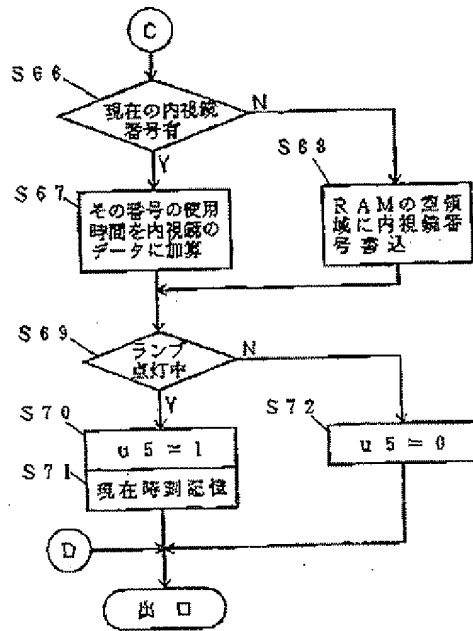 C
S66
現在の内視鏡
番号有
N
Y
S67
その番号の使用
時間を内視鏡の
データに加算
S68
RAMの空領
域に内視鏡番
号書込
S69
ランプ
点灯中
N
Y
S70
u5=1
S71
現在時刻記憶
S72
u5=0
D
出口